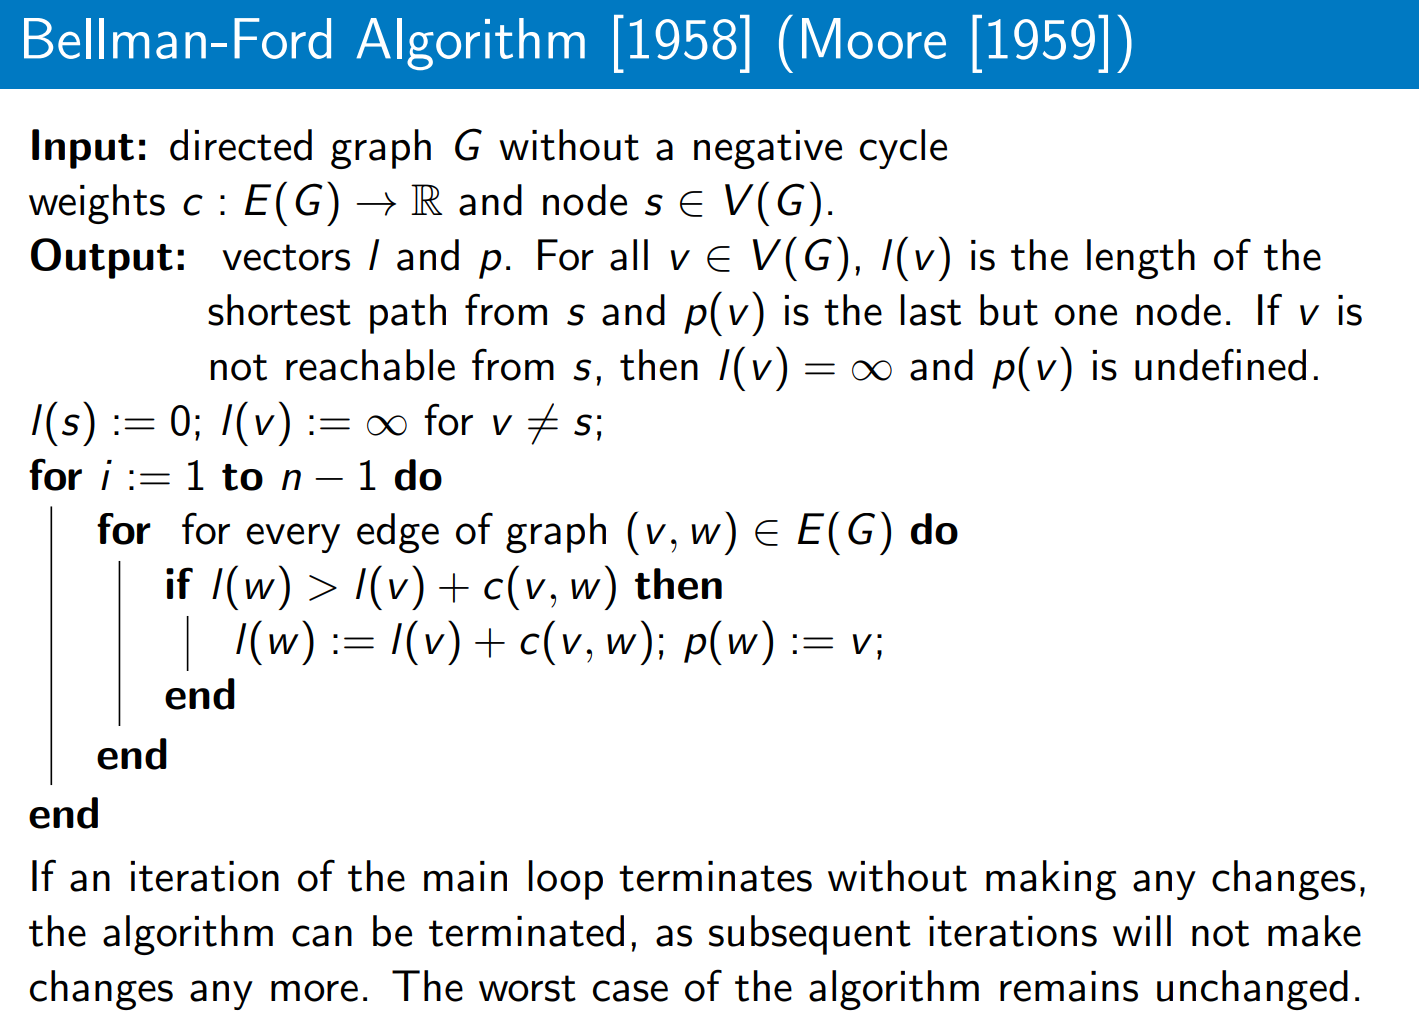 Bellman-Ford Algorithm [1958] (Moore [1959])
Input: directed graph G without a negative cycle
weights c : E(G) → ℝ and node s ∈ V(G).
Output: vectors l and p. For all v ∈ V(G), l(v) is the length of the
shortest path from s and p(v) is the last but one node. If v is
not reachable from s, then l(v) = ∞ and p(v) is undefined.
l(s) := 0; l(v) := ∞ for v ≠ s;
for i := 1 to n − 1 do
for for every edge of graph (v, w) ∈ E(G) do
if l(w) > l(v) + c(v, w) then
l(w) := l(v) + c(v, w); p(w) := v;
end
end
end
If an iteration of the main loop terminates without making any changes,
the algorithm can be terminated, as subsequent iterations will not make
changes any more. The worst case of the algorithm remains unchanged.